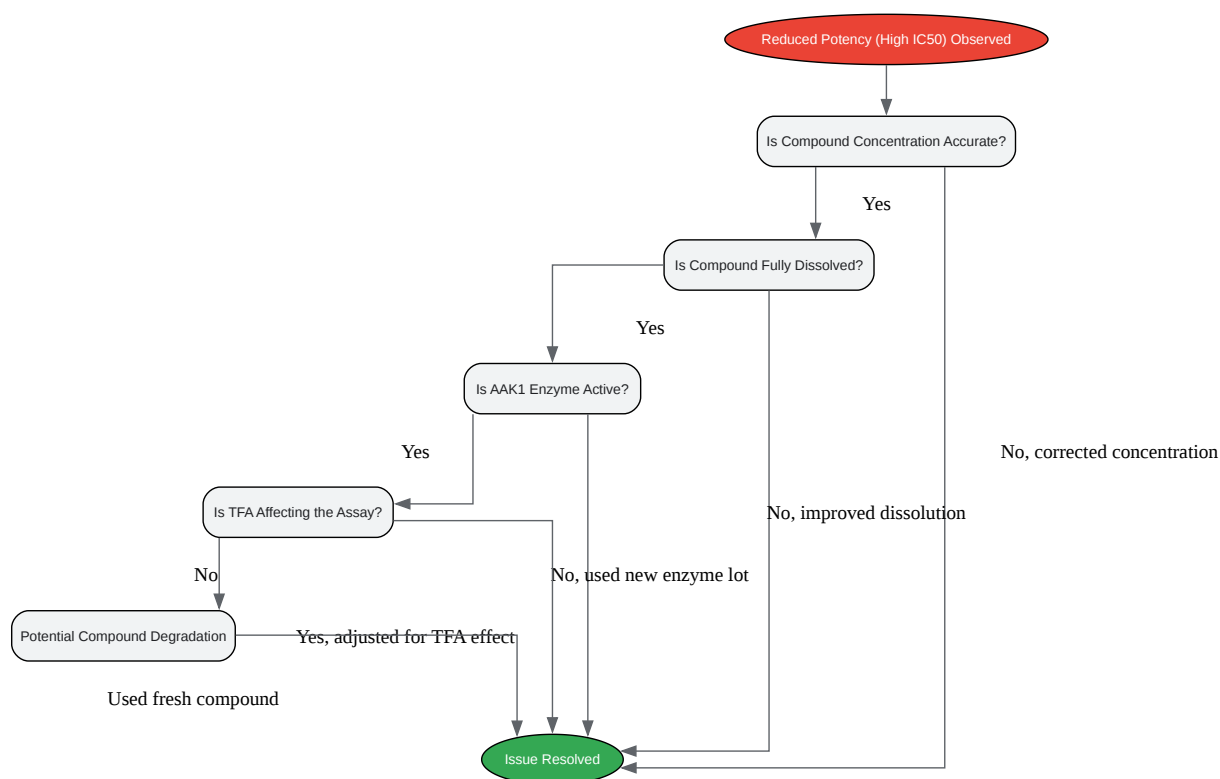 Reduced Potency (High IC50) Observed
Is Compound Concentration Accurate?
Yes
Is Compound Fully Dissolved?
Yes
Is AAK1 Enzyme Active?
Yes
No, corrected concentration
Is TFA Affecting the Assay?
No, improved dissolution
No
No, used new enzyme lot
Potential Compound Degradation
Yes, adjusted for TFA effect
Used fresh compound
Issue Resolved